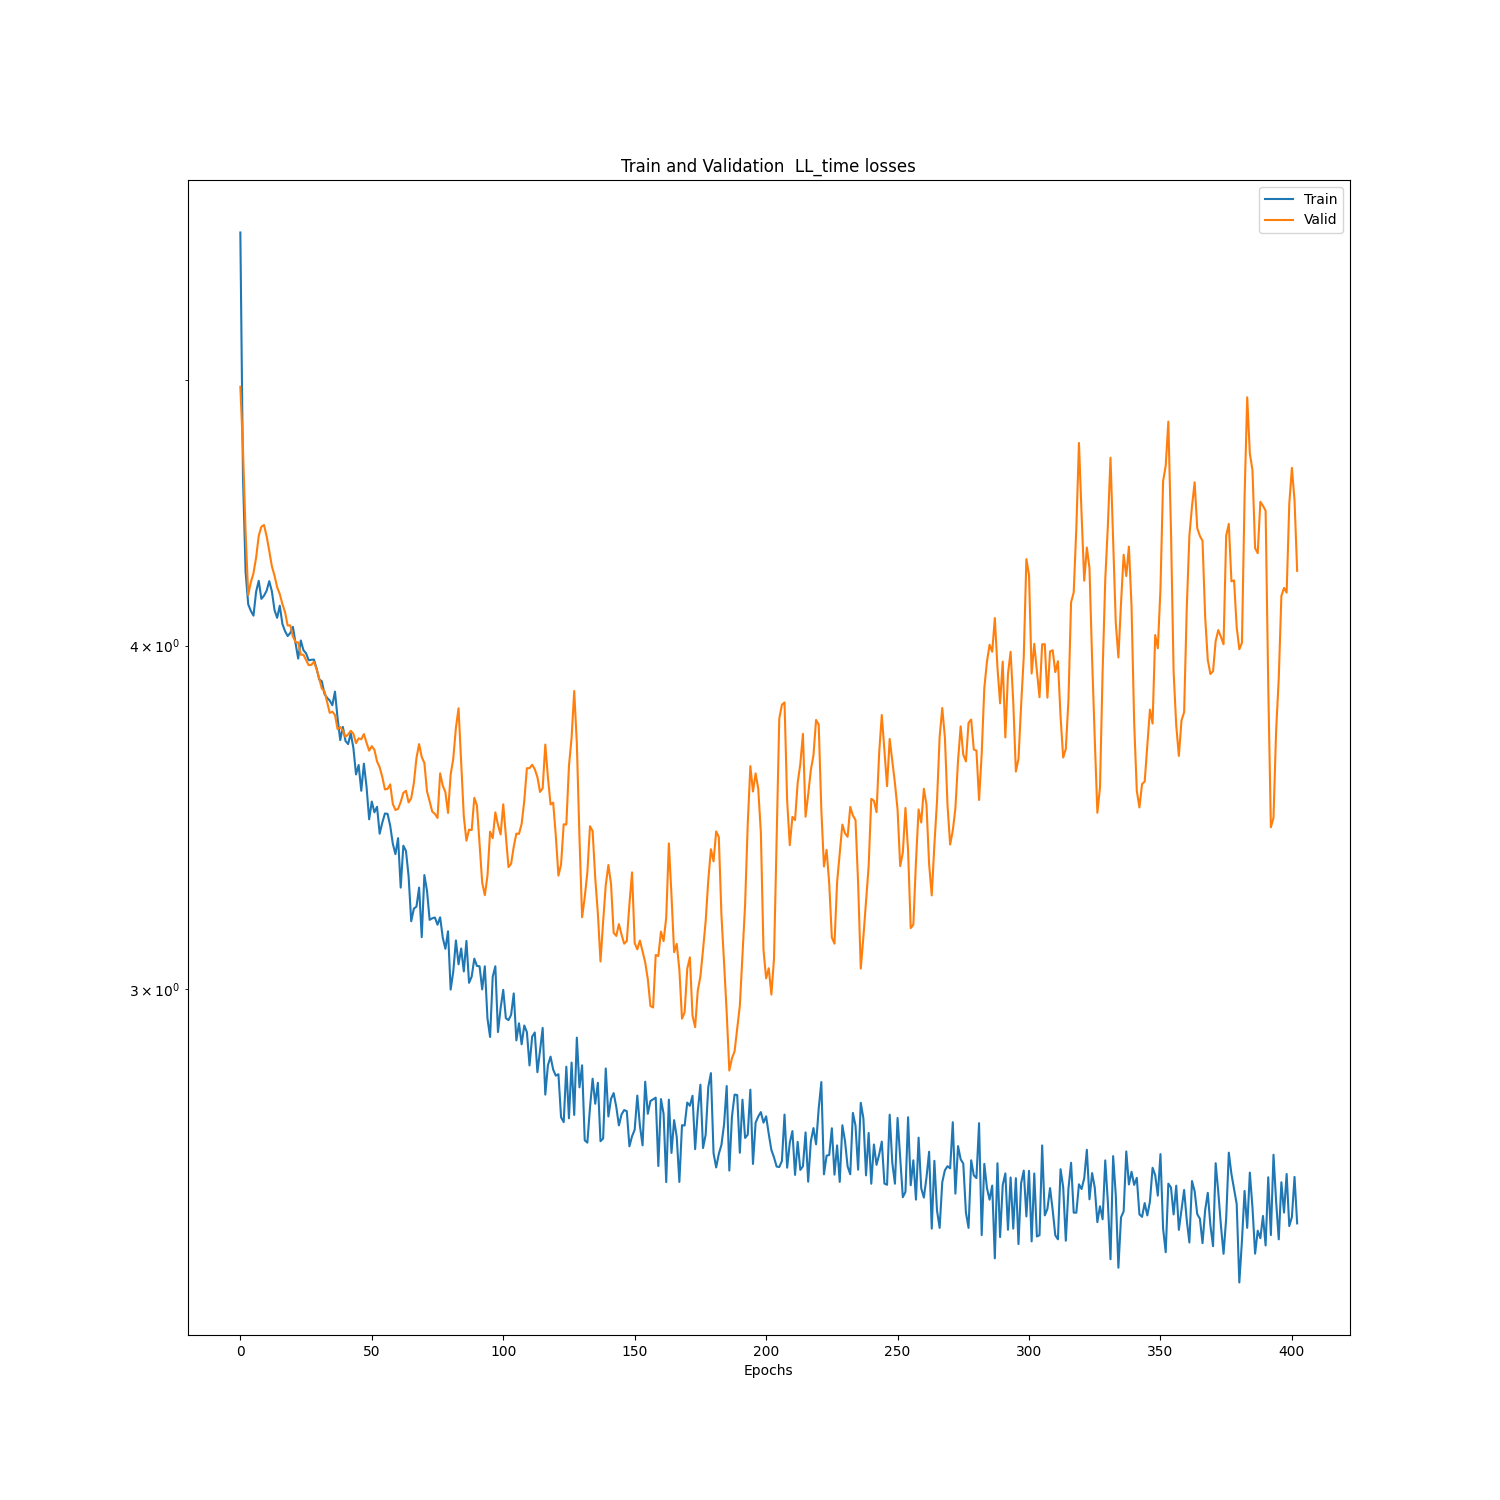 Train and Validation  LL_time losses
Train
Valid
4 × 10⁰
3 × 10⁰
0 50 100 150 200 250 300 350 400
Epochs